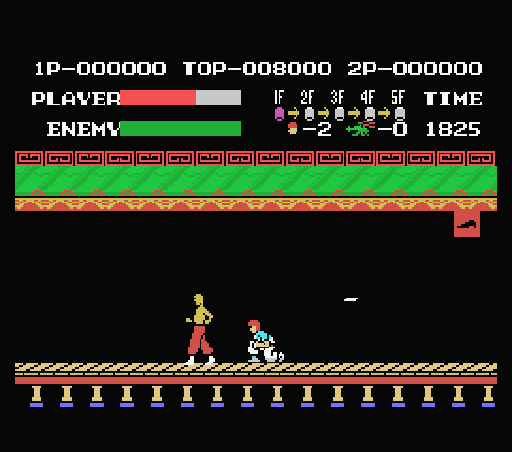 1P-000000 TOP-008000 2P-000000
PLAYER 1F 2F 3F 4F 5F TIME
ENEMY -2 -0 1825